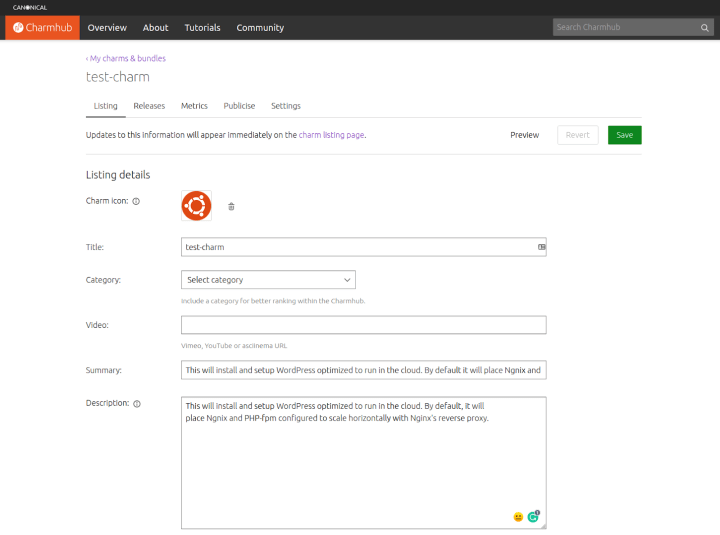 CANONICAL
Charmhub Overview About Tutorials Community Search Charmhub
‹ My charms & bundles
test-charm
Listing Releases Metrics Publicise Settings
Updates to this information will appear immediately on the charm listing page. Preview Revert Save
Listing details
Charm icon:
Title: test-charm
Category: Select category
Include a category for better ranking within the Charmhub.
Video:
Vimeo, YouTube or asciinema URL
Summary: This will install and setup WordPress optimized to run in the cloud. By default it will place Ngnix and
Description: This will install and setup WordPress optimized to run in the cloud. By default, it will
place Ngnix and PHP-fpm configured to scale horizontally with Nginx's reverse proxy.
1